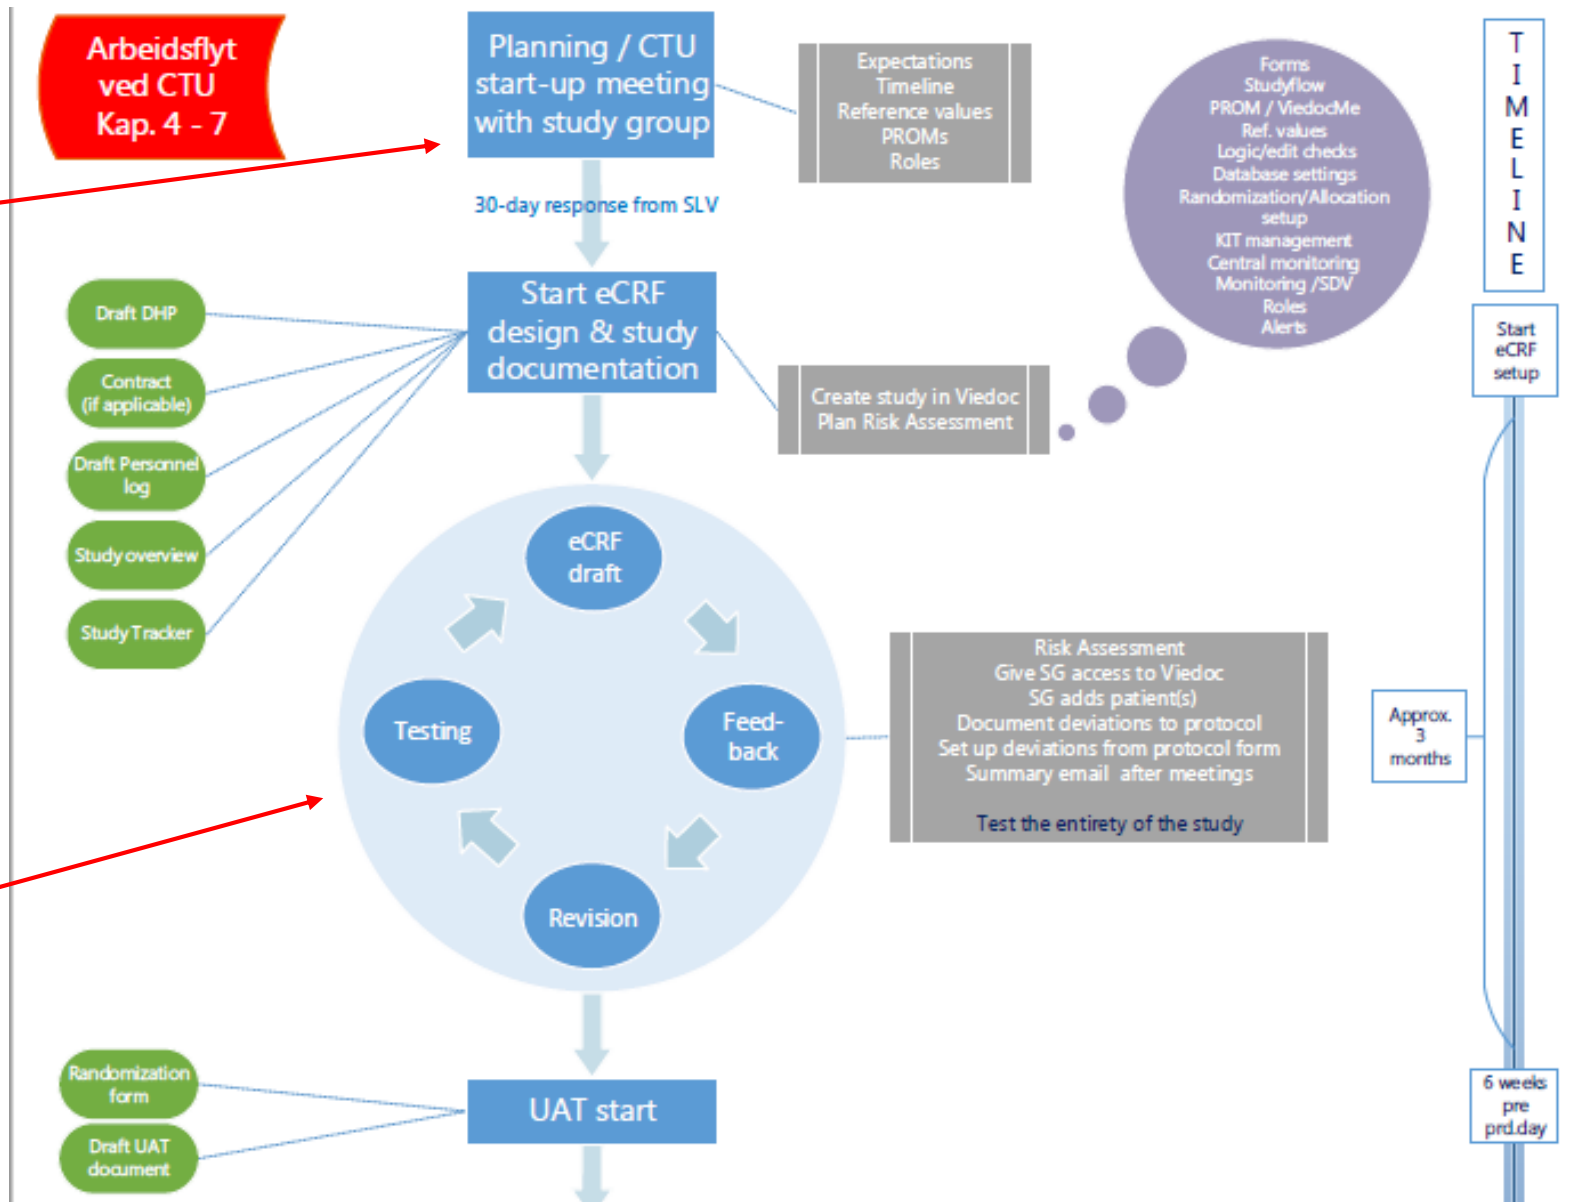 Arbeidsflyt
ved CTU
Kap. 4 - 7
Planning / CTU
start-up meeting
with study group
Expectations
Timeline
Reference values
PROMs
Roles
Forms
Studyflow
PROM / ViedocMe
Ref. values
Logic/edit checks
Database settings
Randomization/Allocation
setup
KIT management
Central monitoring
Monitoring /SDV
Roles
Alerts
T
I
M
E
L
I
N
E
30-day response from SLV
Start eCRF
design & study
documentation
Draft DHP
Contract
(if applicable)
Draft Personnel
log
Study overview
Study Tracker
Create study in Viedoc
Plan Risk Assessment
Start
eCRF
setup
eCRF
draft
Feed-
back
Revision
Testing
Risk Assessment
Give SG access to Viedoc
SG adds patient(s)
Document deviations to protocol
Set up deviations from protocol form
Summary email after meetings
Test the entirety of the study
Approx.
3
months
Randomization
form
Draft UAT
document
UAT start
6 weeks
pre
prd.day